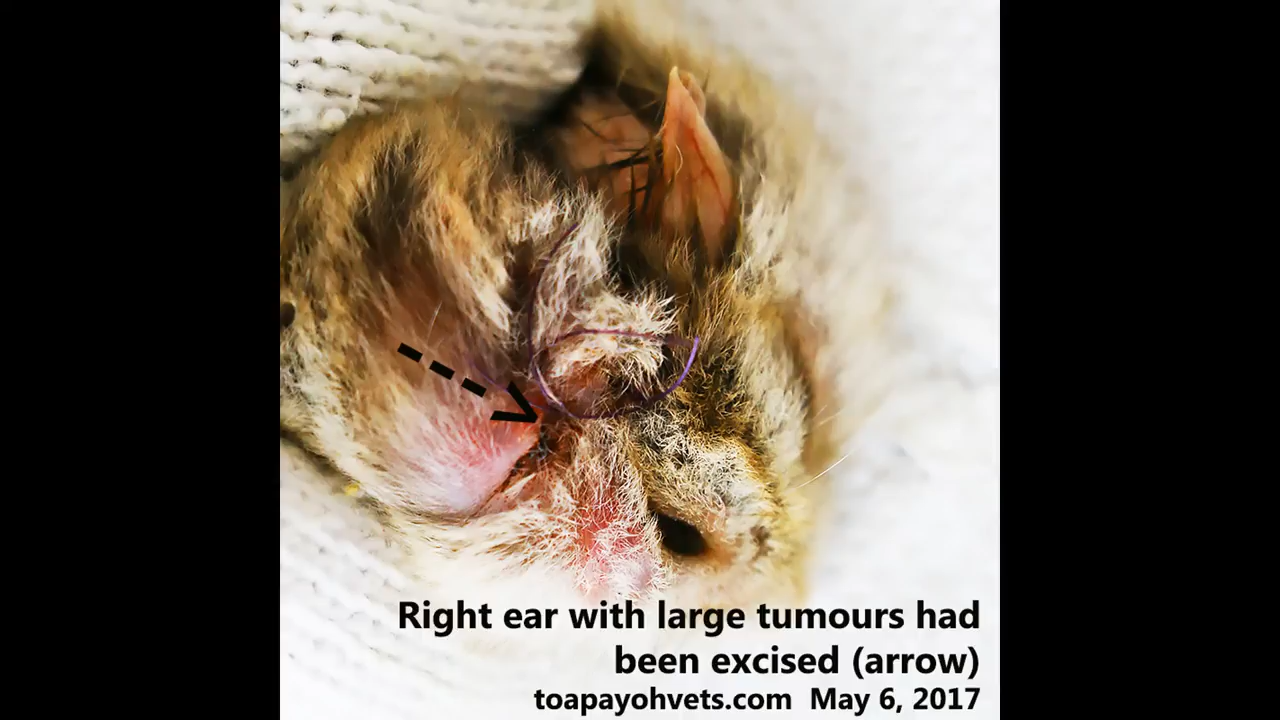 Right ear with large tumours had
been excised (arrow)
toapayohvets.com  May 6, 2017